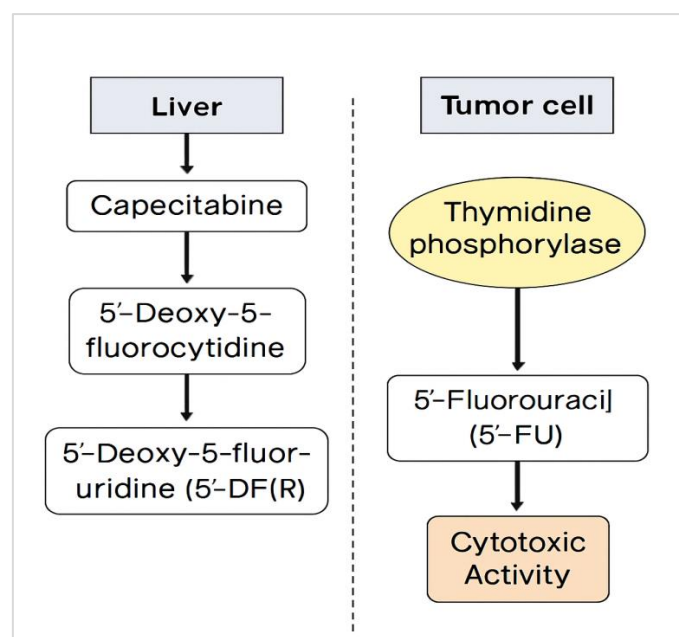 Liver
Capecitabine
5′–Deoxy–5–
fluorocytidine
5′–Deoxy–5–fluor–
uridine (5′–DF(R)
Tumor cell
Thymidine
phosphorylase
5′–Fluorouraci⌋
(5′–FU)
Cytotoxic
Activity